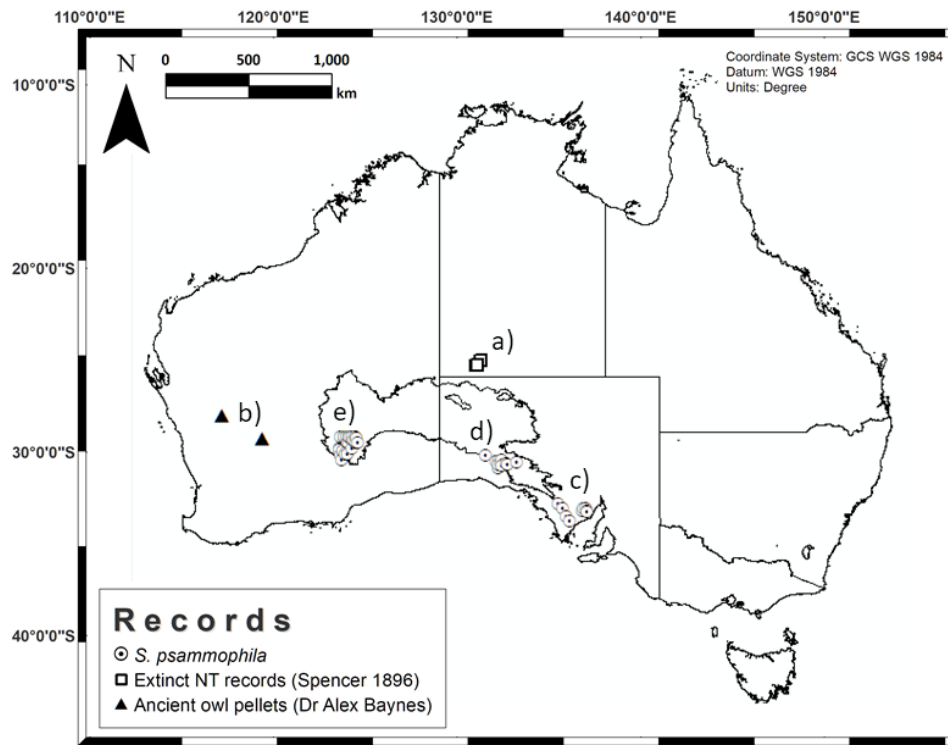 110°0'0"E 120°0'0"E 130°0'0"E 140°0'0"E 150°0'0"E
N
0 500 1,000
km
Coordinate System: GCS WGS 1984
Datum: WGS 1984
Units: Degree
10°0'0"S
20°0'0"S
30°0'0"S
40°0'0"S
a)
b)
e)
d)
c)
Records
S. psammophila
Extinct NT records (Spencer 1896)
Ancient owl pellets (Dr Alex Baynes)